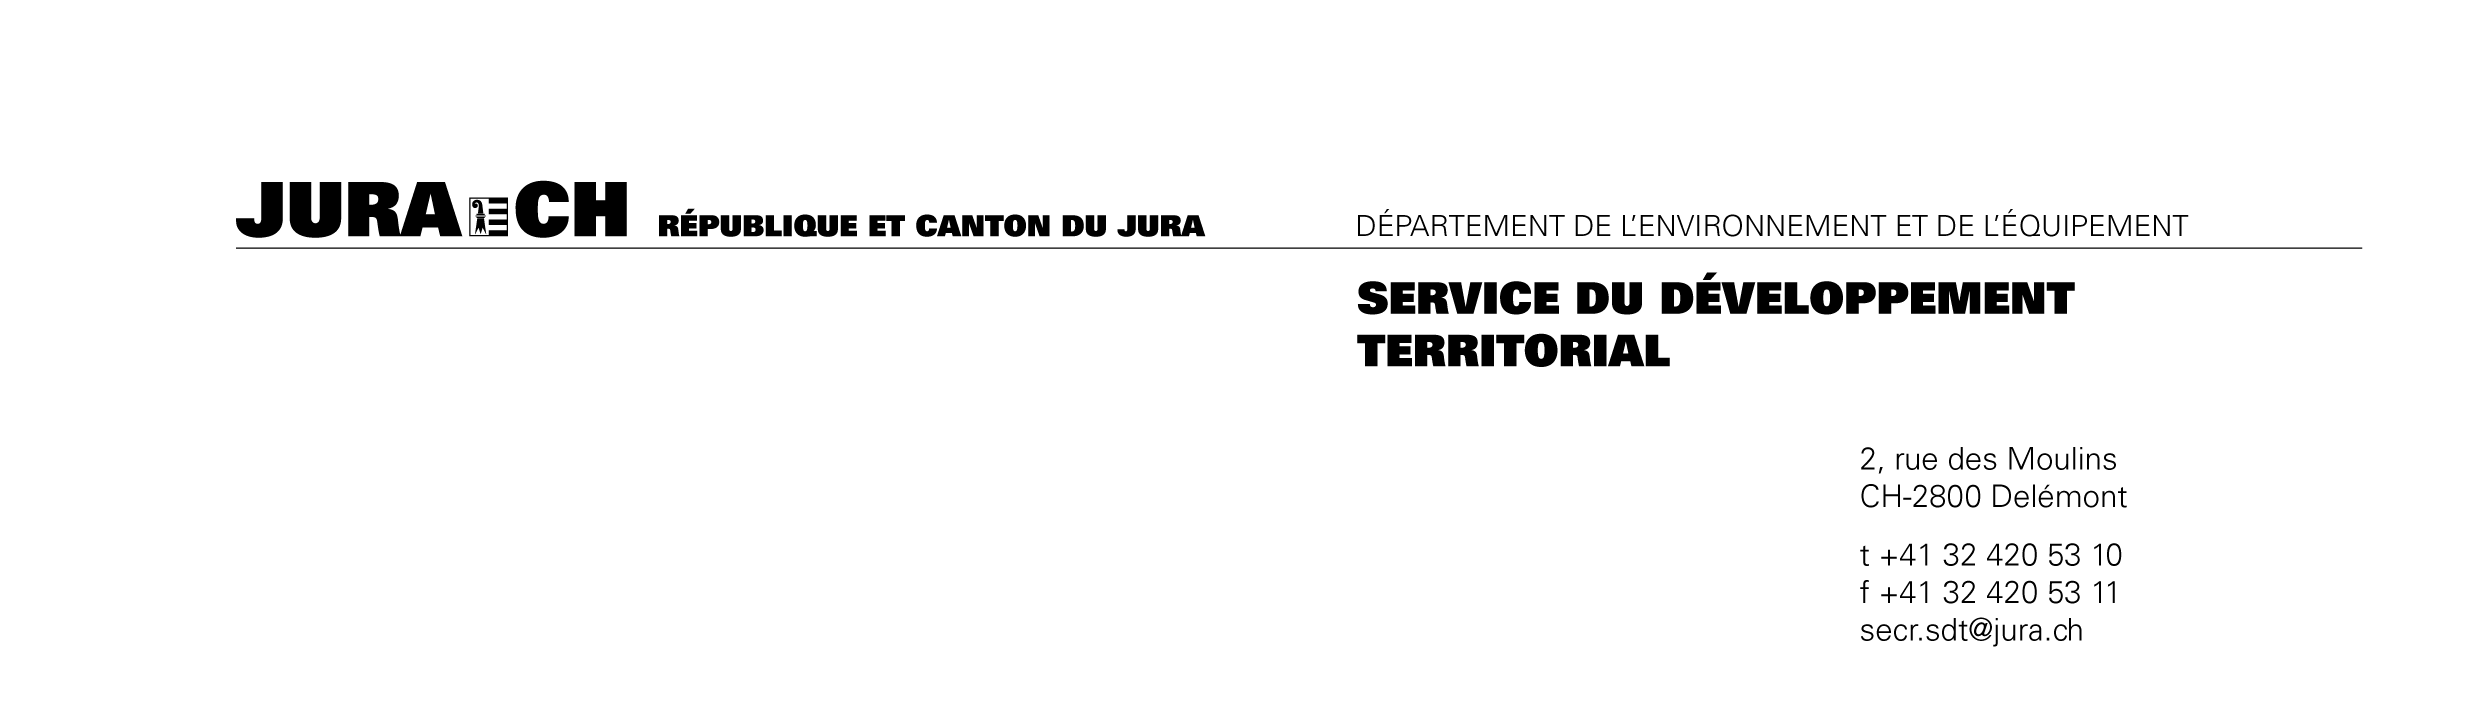 JURA CH RÉPUBLIQUE ET CANTON DU JURA
DÉPARTEMENT DE L’ENVIRONNEMENT ET DE L’ÉQUIPEMENT
SERVICE DU DÉVELOPPEMENT
TERRITORIAL
2, rue des Moulins
CH-2800 Delémont
t +41 32 420 53 10
f +41 32 420 53 11
secr.sdt@jura.ch